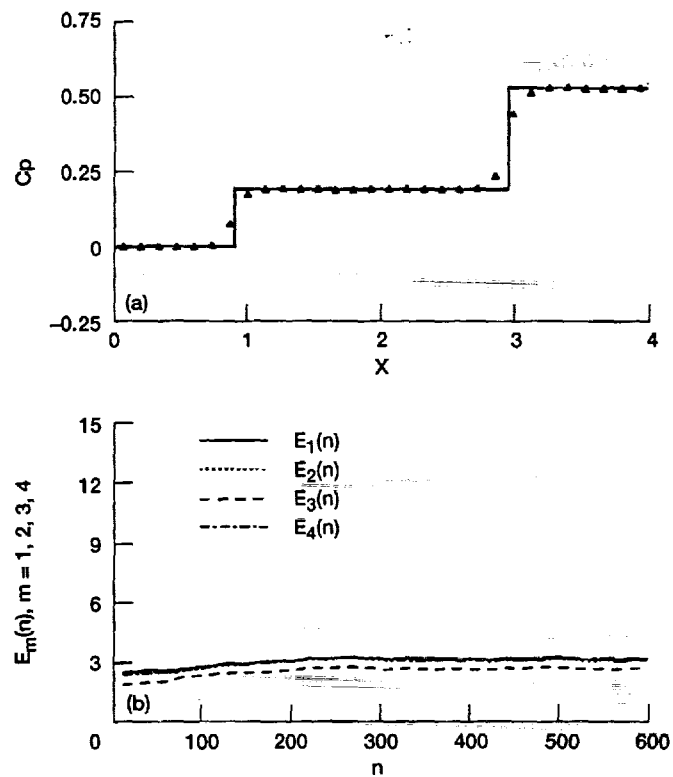 0.75
0.50
Cp
0.25
0
(a)
−0.25
0 1 2 3 4
X
15
E1(n)
E2(n)
12
E3(n)
E4(n)
9
Em(n), m = 1, 2, 3, 4
6
3
(b)
0 100 200 300 400 500 600
n